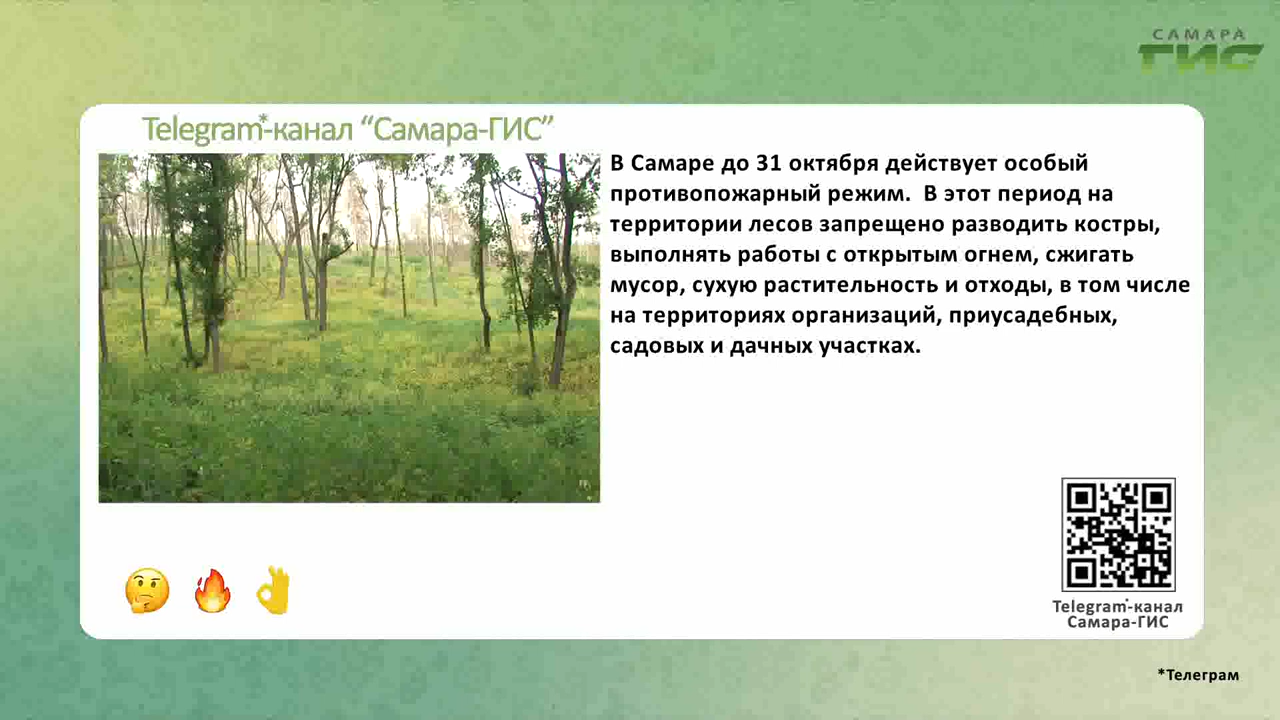 САМАРА
ГИС
Telegram*-канал “Самара-ГИС”
В Самаре до 31 октября действует особый
противопожарный режим.  В этот период на
территории лесов запрещено разводить костры,
выполнять работы с открытым огнем, сжигать
мусор, сухую растительность и отходы, в том числе
на территориях организаций, приусадебных,
садовых и дачных участках.
Telegram*-канал
Самара-ГИС
*Телеграм